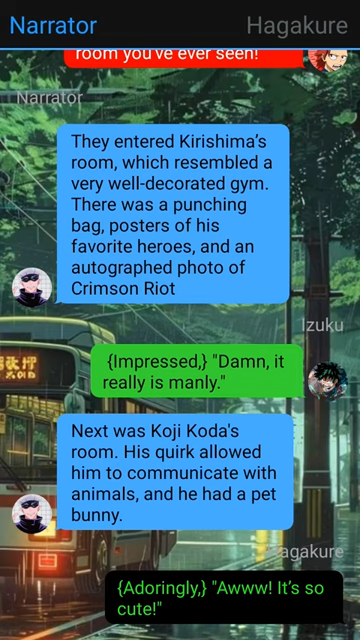 Narrator
Hagakure
room you've ever seen!
Narrator
They entered Kirishima's
room, which resembled a
very well-decorated gym.
There was a punching
bag, posters of his
favorite heroes, and an
autographed photo of
Crimson Riot
Izuku
{Impressed,} "Damn, it
really is manly."
Next was Koji Koda's
room. His quirk allowed
him to communicate with
animals, and he had a pet
bunny.
Hagakure
{Adoringly,} "Awww! It's so
cute!"